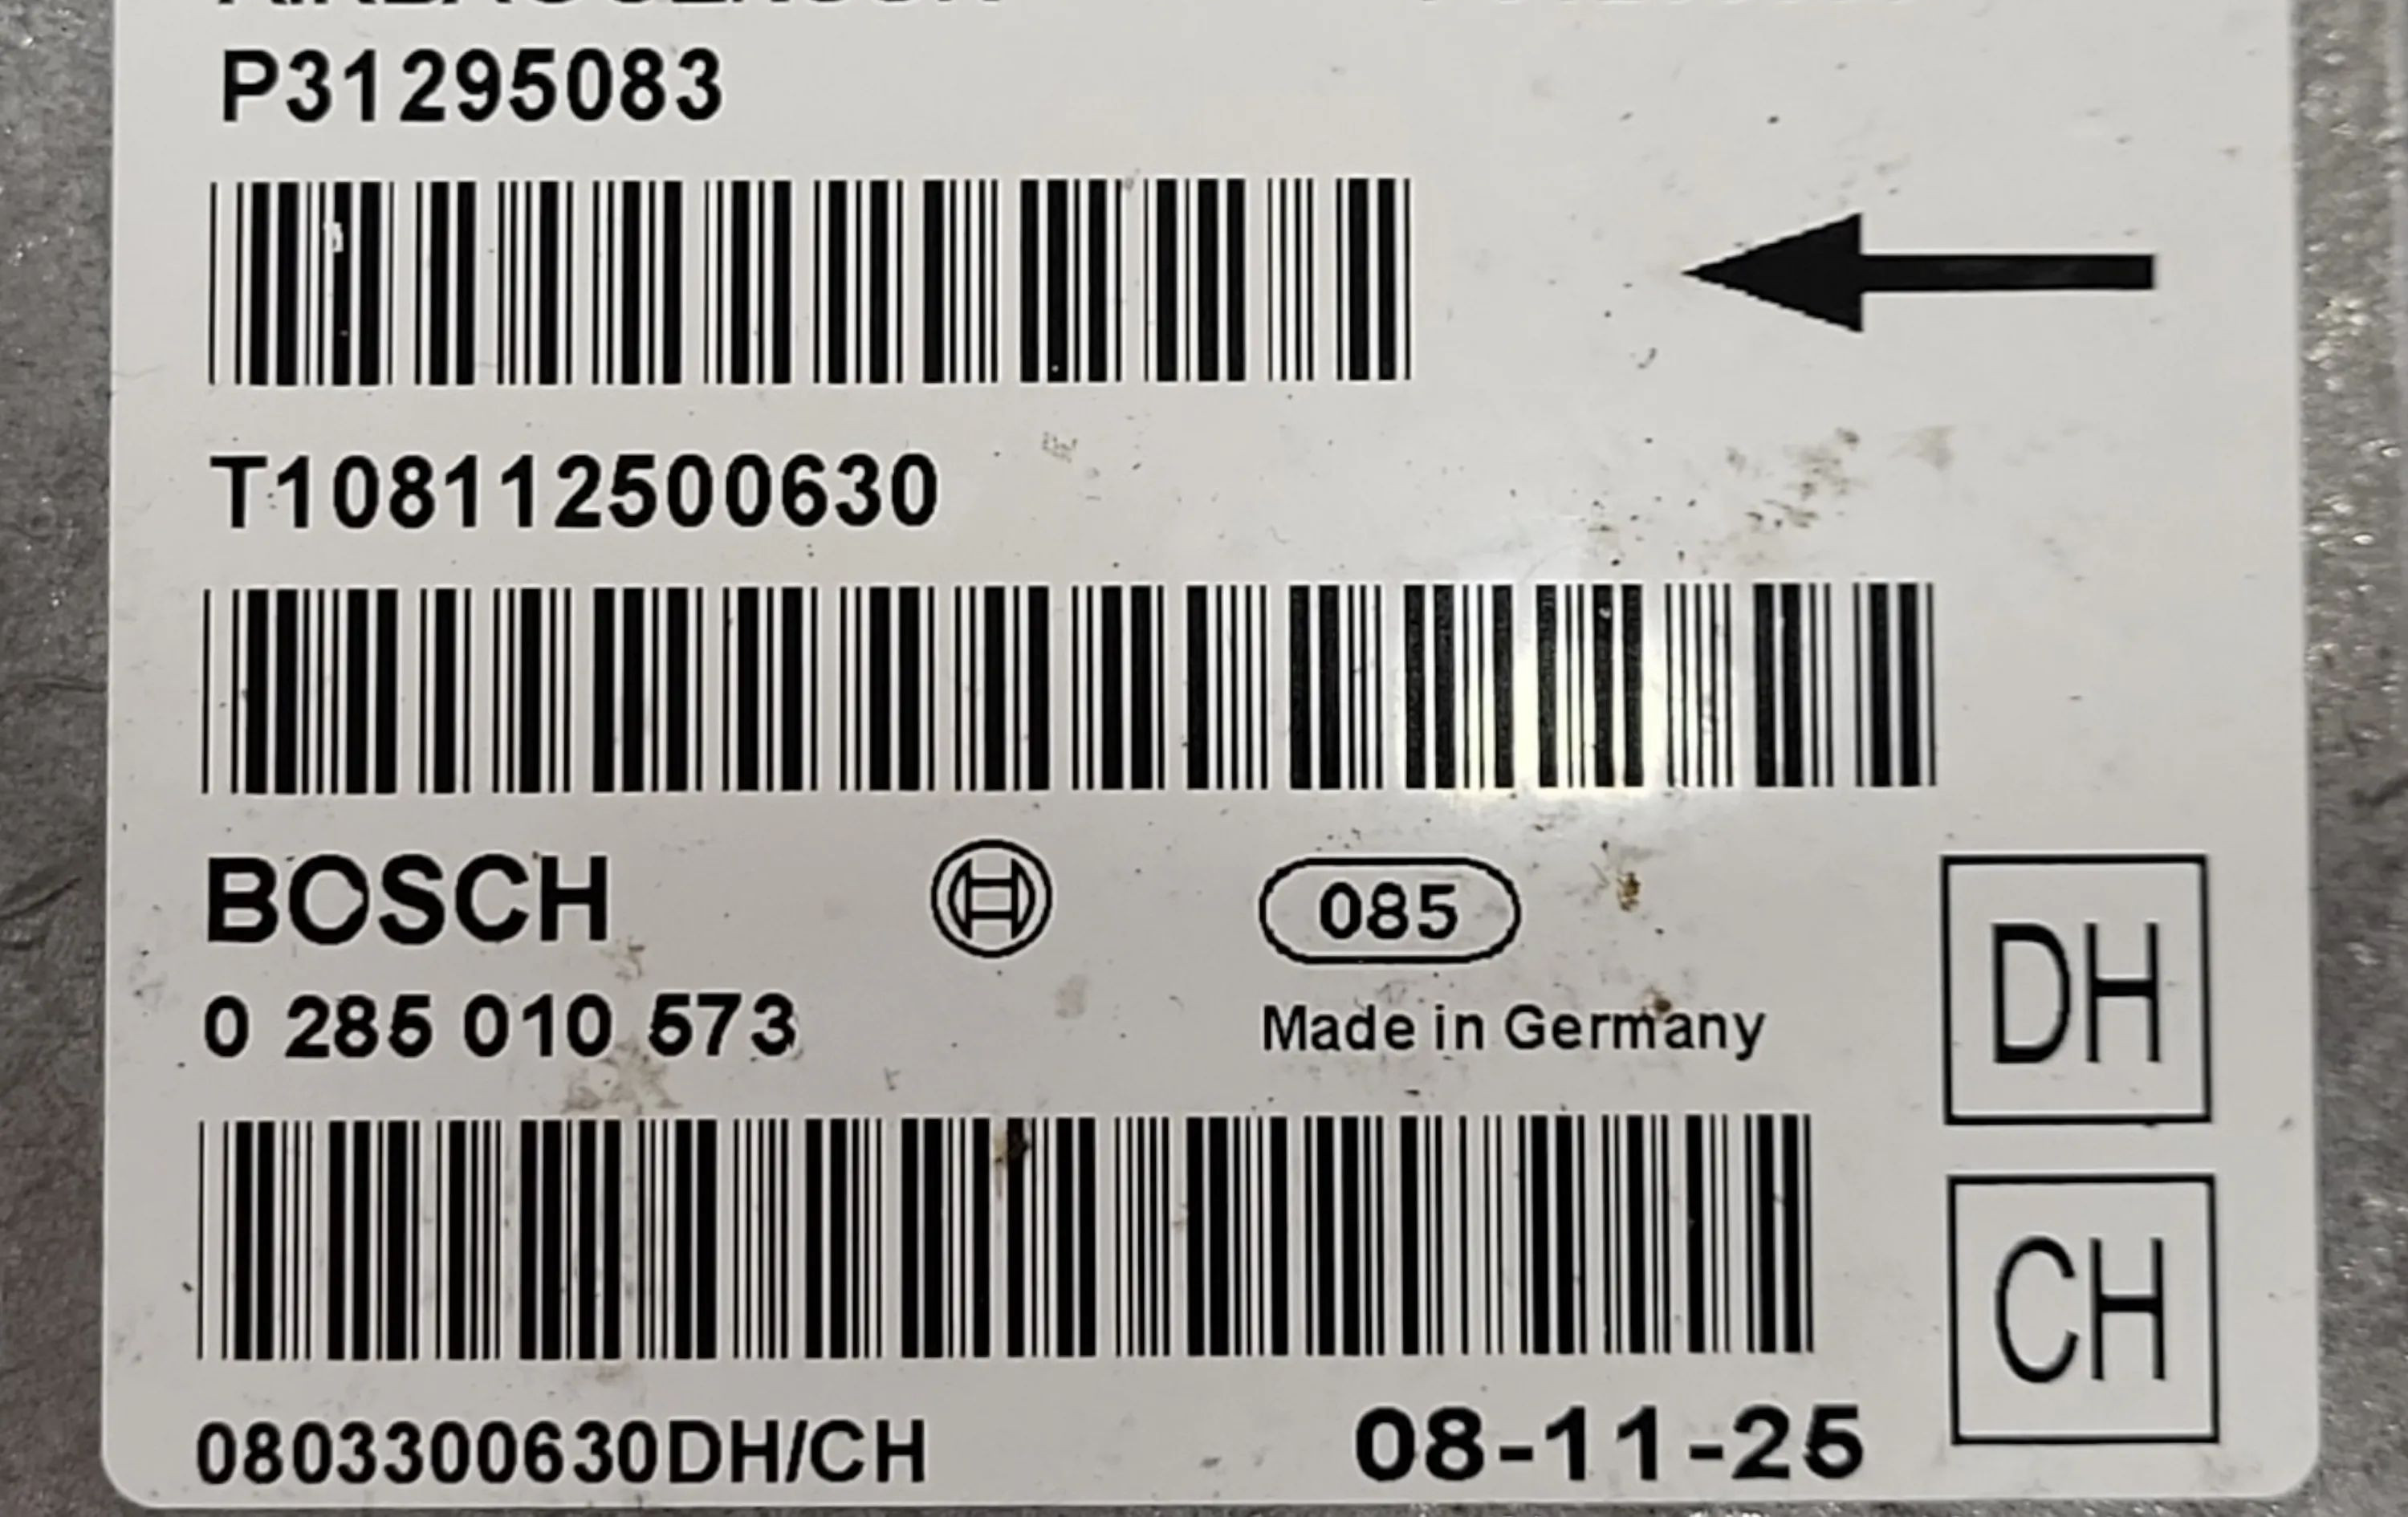 P31295083
T108112500630
BOSCH
085
0 285 010 573
Made in Germany
DH
CH
0803300630DH/CH
08-11-25